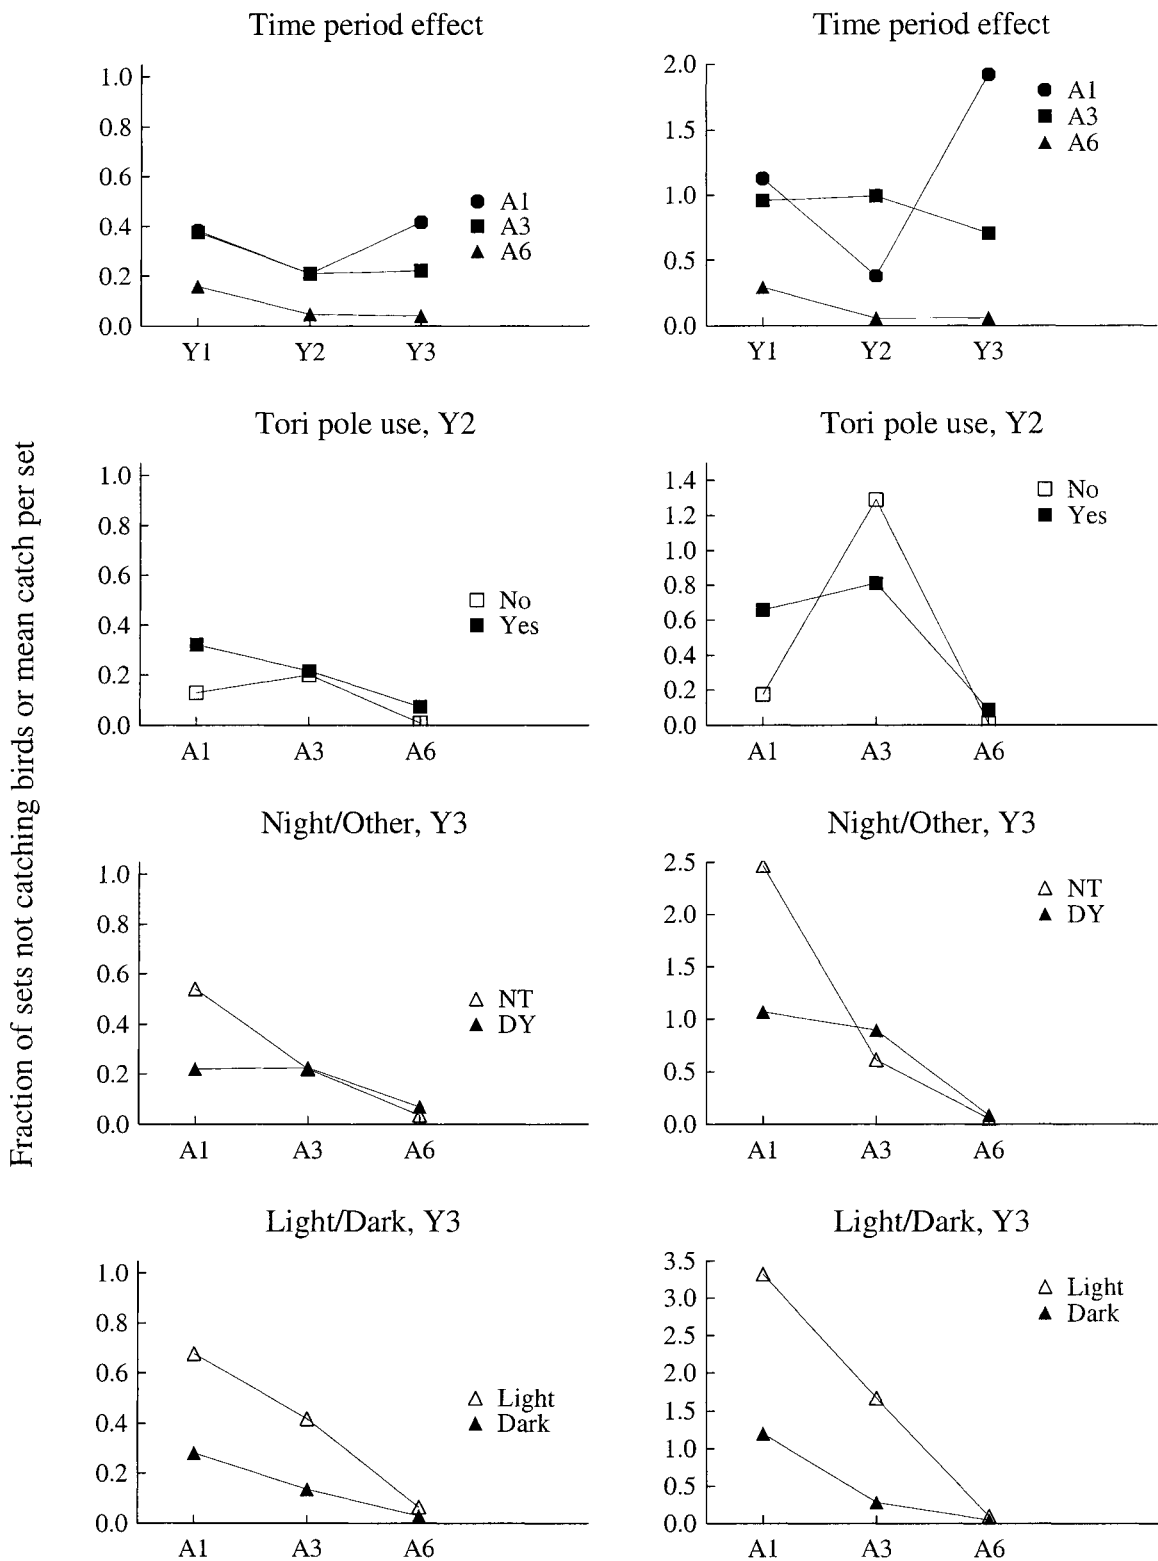 Time period effect
1.0
0.8
0.6
0.4
0.2
0.0
Y1 Y2 Y3
A1
A3
A6
Time period effect
2.0
1.5
1.0
0.5
0.0
Y1 Y2 Y3
A1
A3
A6
Fraction of sets not catching birds or mean catch per set
Tori pole use, Y2
1.0
0.8
0.6
0.4
0.2
0.0
A1 A3 A6
No
Yes
Tori pole use, Y2
1.4
1.2
1.0
0.8
0.6
0.4
0.2
0.0
A1 A3 A6
No
Yes
Night/Other, Y3
1.0
0.8
0.6
0.4
0.2
0.0
A1 A3 A6
NT
DY
Night/Other, Y3
2.5
2.0
1.5
1.0
0.5
0.0
A1 A3 A6
NT
DY
Light/Dark, Y3
1.0
0.8
0.6
0.4
0.2
0.0
A1 A3 A6
Light
Dark
Light/Dark, Y3
3.5
3.0
2.5
2.0
1.5
1.0
0.5
0.0
A1 A3 A6
Light
Dark